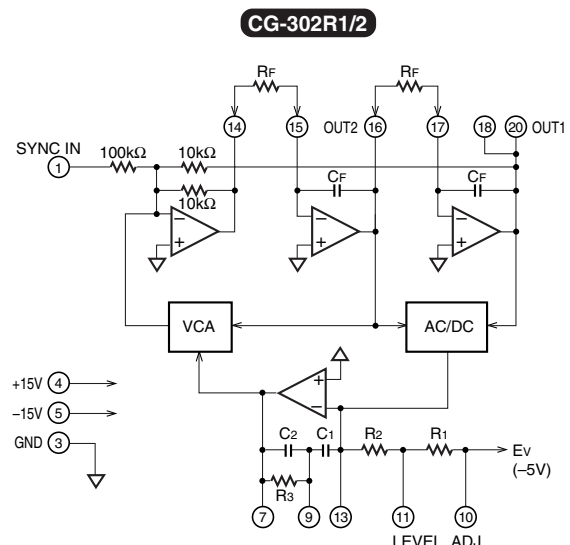 CG-302R1/2
RF
RF
14
15
OUT2 16
17
18
20 OUT1
SYNC IN
1
100kΩ
10kΩ
10kΩ
CF
CF
−
+
−
+
−
+
VCA
AC/DC
+15V 4
−15V 5
GND 3
+
−
C2
C1
R2
R1
EV
(−5V)
R3
7
9
13
11
10
LEVEL ADJ